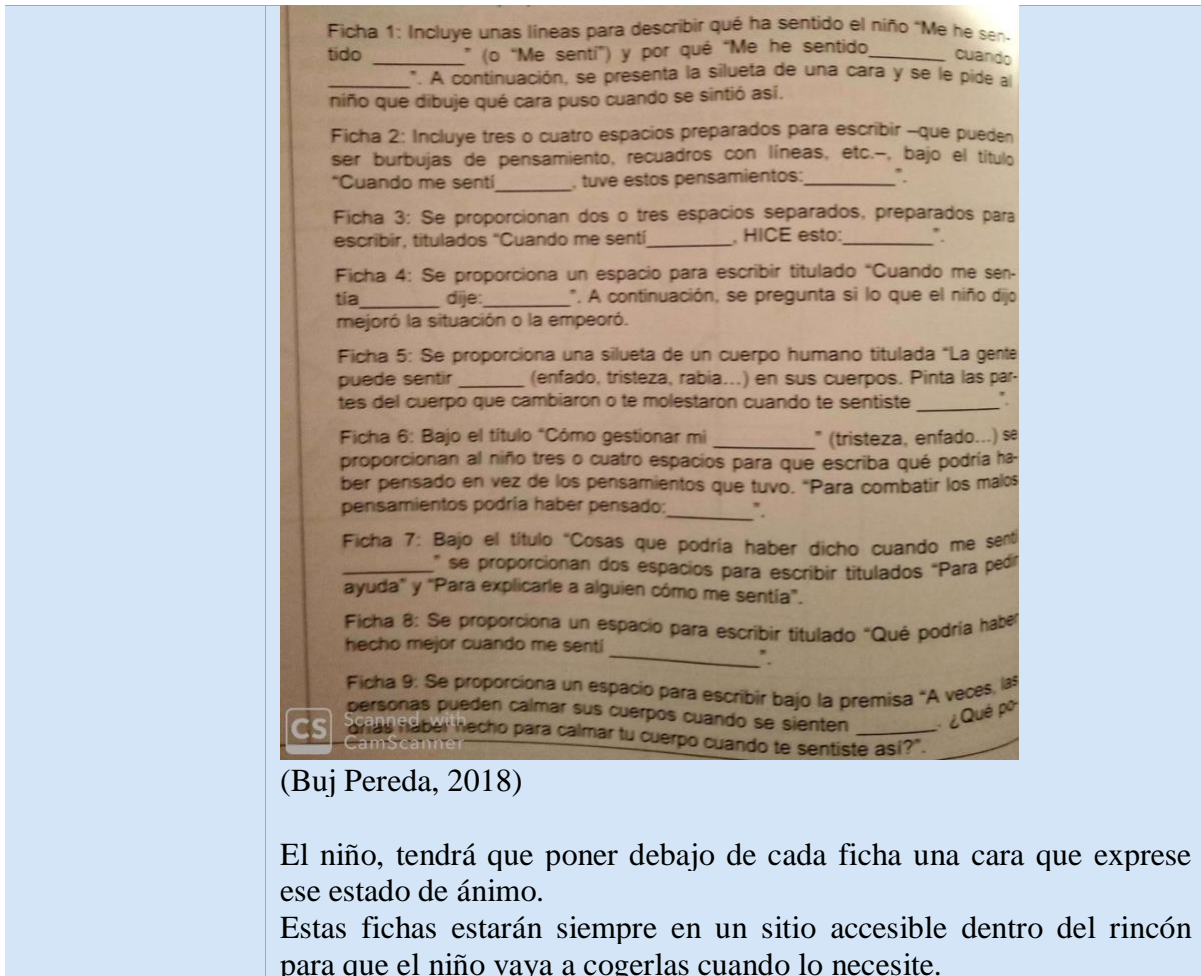 Ficha 1: Incluye unas líneas para describir qué ha sentido el niño “Me he sen-
tido _________” (o “Me sentí”) y por qué “Me he sentido________ cuando
________”. A continuación, se presenta la silueta de una cara y se le pide al
niño que dibuje qué cara puso cuando se sintió así.
Ficha 2: Incluye tres o cuatro espacios preparados para escribir –que pueden
ser burbujas de pensamiento, recuadros con líneas, etc.–, bajo el título
“Cuando me sentí________, tuve estos pensamientos:_________”.
Ficha 3: Se proporcionan dos o tres espacios separados, preparados para
escribir, titulados “Cuando me sentí_________, HICE esto:_________”.
Ficha 4: Se proporciona un espacio para escribir titulado “Cuando me sen-
tía________ dije:_________”. A continuación, se pregunta si lo que el niño dijo
mejoró la situación o la empeoró.
Ficha 5: Se proporciona una silueta de un cuerpo humano titulada “La gente
puede sentir ______ (enfado, tristeza, rabia...) en sus cuerpos. Pinta las par-
tes del cuerpo que cambiaron o te molestaron cuando te sentiste ________”.
Ficha 6: Bajo el título “Cómo gestionar mi __________” (tristeza, enfado...) se
proporcionan al niño tres o cuatro espacios para que escriba qué podría ha-
ber pensado en vez de los pensamientos que tuvo. “Para combatir los malos
pensamientos podría haber pensado:_________”.
Ficha 7: Bajo el título “Cosas que podría haber dicho cuando me sentí
_________” se proporcionan dos espacios para escribir titulados “Para pedir
ayuda” y “Para explicarle a alguien cómo me sentía”.
Ficha 8: Se proporciona un espacio para escribir titulado “Qué podría haber
hecho mejor cuando me sentí _______________”.
Ficha 9: Se proporciona un espacio para escribir bajo la premisa “A veces, las
personas pueden calmar sus cuerpos cuando se sienten ________. ¿Qué po-
drías haber hecho para calmar tu cuerpo cuando te sentiste así?”.
CS Scanned with
CamScanner
(Buj Pereda, 2018)
El niño, tendrá que poner debajo de cada ficha una cara que exprese
ese estado de ánimo.
Estas fichas estarán siempre en un sitio accesible dentro del rincón
para que el niño vaya a cogerlas cuando lo necesite.